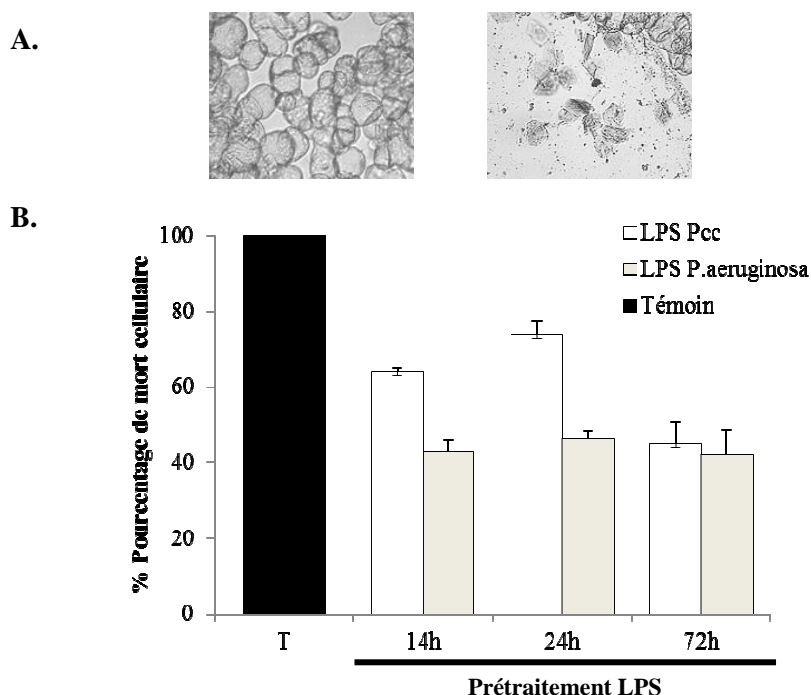 A.
B.
% Pourcentage de mort cellulaire
100
80
60
40
20
0
LPS Pcc
LPS P.aeruginosa
Témoin
T
14h
24h
72h
Prétraitement LPS